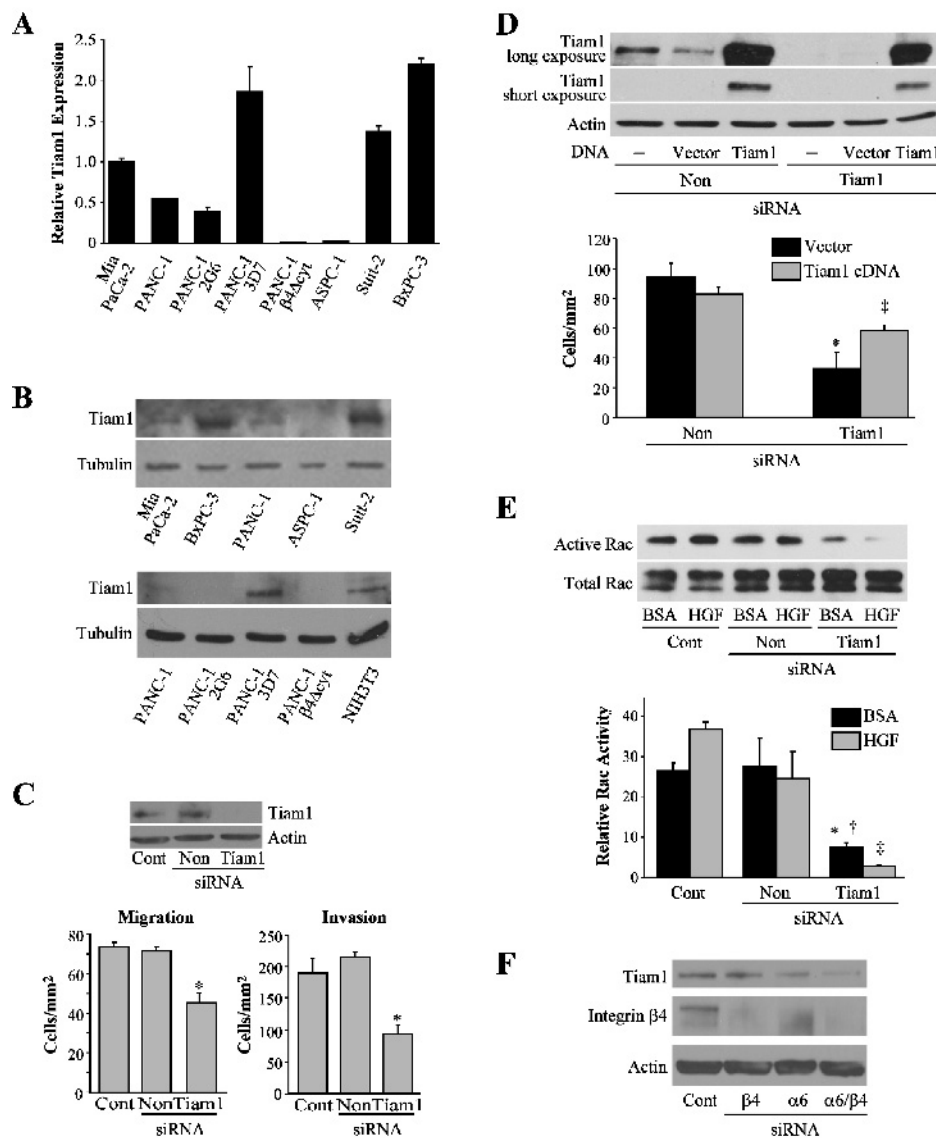 A
Relative Tiam1 Expression
2.5
2.0
1.5
1.0
0.5
0
Mia PaCa-2
PANC-1
PANC-1 2G6
PANC-1 3D7
PANC-1 β4Δcyt
ASPC-1
Suit-2
BxPC-3
B
Tiam1
Tubulin
Mia PaCa-2
BxPC-3
PANC-1
ASPC-1
Suit-2
Tiam1
Tubulin
PANC-1
PANC-1 2G6
PANC-1 3D7
PANC-1 β4Δcyt
NIH3T3
C
Tiam1
Actin
Cont Non Tiam1
siRNA
Migration
Cells/mm²
80
60
40
20
0
*
Cont Non Tiam1
siRNA
Invasion
Cells/mm²
250
200
150
100
50
0
*
Cont Non Tiam1
siRNA
D
Tiam1
long exposure
Tiam1
short exposure
Actin
DNA – Vector Tiam1 – Vector Tiam1
Non Tiam1
siRNA
Cells/mm²
120
100
80
60
40
20
0
Vector
Tiam1 cDNA
* ‡
Non Tiam1
siRNA
E
Active Rac
Total Rac
BSA HGF BSA HGF BSA HGF
Cont Non Tiam1
siRNA
Relative Rac Activity
40
30
20
10
0
BSA
HGF
* † ‡
Cont Non Tiam1
siRNA
F
Tiam1
Integrin β4
Actin
Cont β4 α6 α6/β4
siRNA